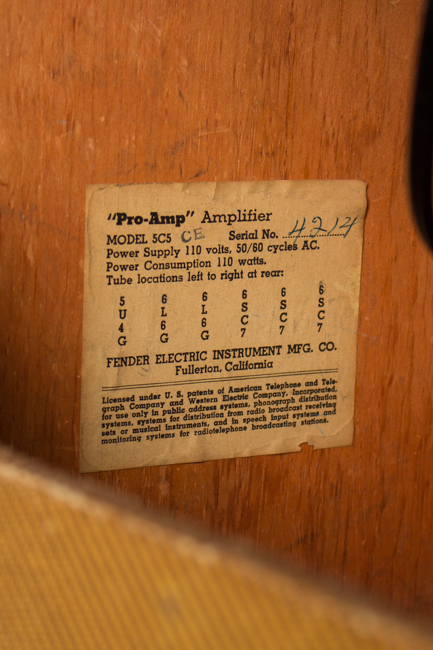 "Pro-Amp" Amplifier
MODEL 5C5 CE Serial No. 4214
Power Supply 110 volts, 50/60 cycles AC.
Power Consumption 110 watts.
Tube locations left to right at rear:
5 6 6 6 6 6
U L L S S S
4 6 6 C C C
G G G 7 7 7
FENDER ELECTRIC INSTRUMENT MFG. CO.
Fullerton, California
Licensed under U. S. patents of American Telephone and Tele-
graph Company and Western Electric Company, Incorporated,
for use only in public address systems, phonograph distribution
systems, systems for distribution from radio broadcast receiving
sets or musical instruments, and in speech input systems and
monitoring systems for radiotelephone broadcasting stations.